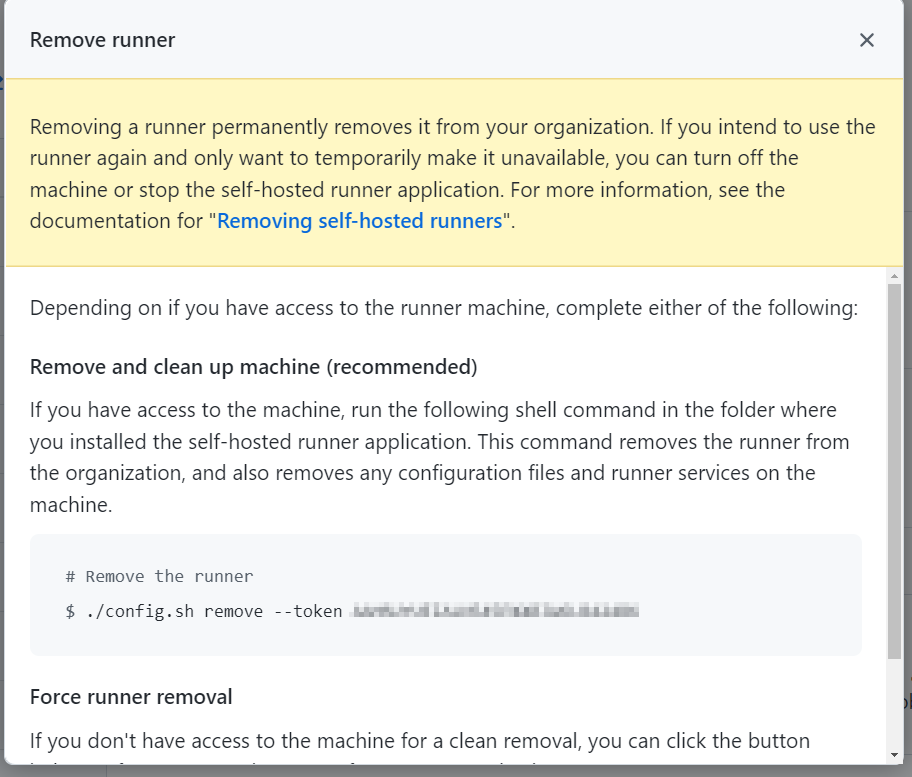 Remove runner
Removing a runner permanently removes it from your organization. If you intend to use the
runner again and only want to temporarily make it unavailable, you can turn off the
machine or stop the self-hosted runner application. For more information, see the
documentation for "Removing self-hosted runners".
Depending on if you have access to the runner machine, complete either of the following:
Remove and clean up machine (recommended)
If you have access to the machine, run the following shell command in the folder where
you installed the self-hosted runner application. This command removes the runner from
the organization, and also removes any configuration files and runner services on the
machine.
# Remove the runner
$ ./config.sh remove --token
Force runner removal
If you don't have access to the machine for a clean removal, you can click the button